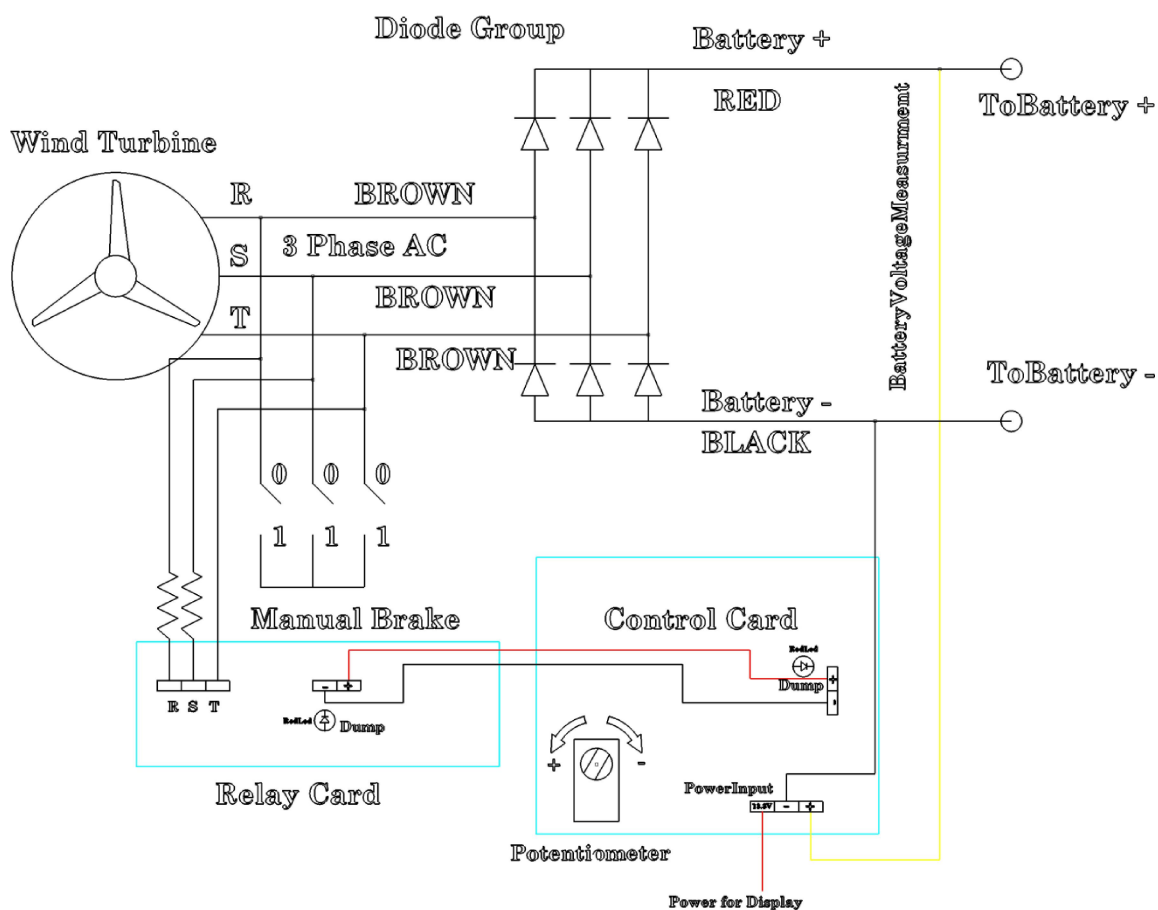 Diode Group
Battery +
RED
ToBattery +
Wind Turbine
R
BROWN
S
3 Phase AC
BROWN
T
BROWN
BatteryVoltageMeasurment
ToBattery -
Battery -
BLACK
0 0 0
1 1 1
Manual Brake
Control Card
RedLed
Dump
+
-
- +
R S T
RedLed
Dump
+ -
Relay Card
PowerInput
- +
Potentiometer
Power for Display